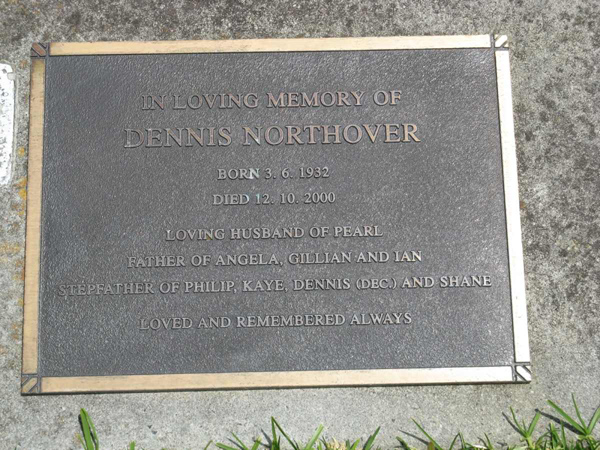 IN LOVING MEMORY OF
DENNIS NORTHOVER
BORN 3. 6. 1932
DIED 12. 10. 2000
LOVING HUSBAND OF PEARL
FATHER OF ANGELA, GILLIAN AND IAN
STEPFATHER OF PHILIP, KAYE, DENNIS (DEC.) AND SHANE
LOVED AND REMEMBERED ALWAYS